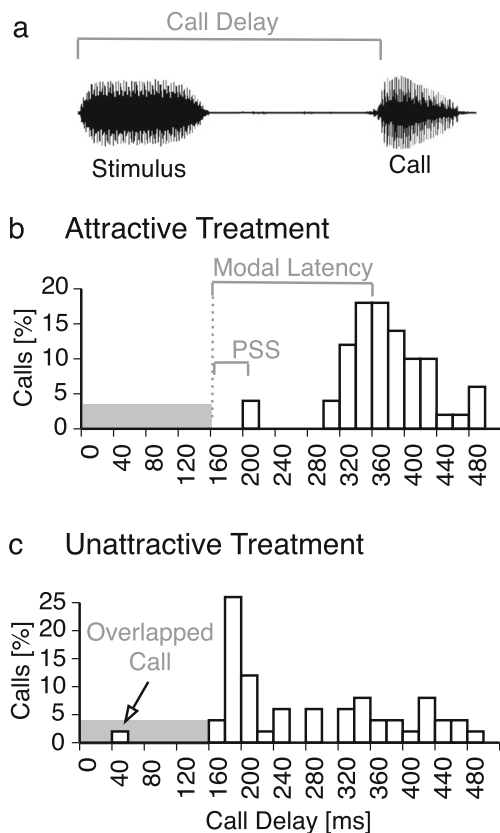 a
Call Delay
Stimulus
Call
b Attractive Treatment
Modal Latency
PSS
Calls [%]
20
15
10
5
0
0 40 80 120 160 200 240 280 320 360 400 440 480
c Unattractive Treatment
Overlapped
Call
Calls [%]
25
20
15
10
5
0
0 40 80 120 160 200 240 280 320 360 400 440 480
Call Delay [ms]